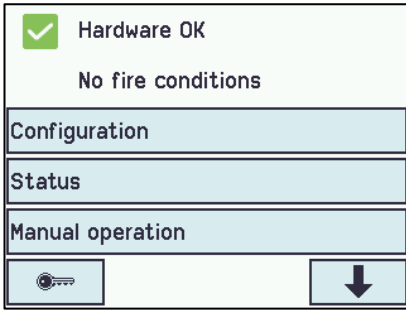 Hardware OK
No fire conditions
Configuration
Status
Manual operation